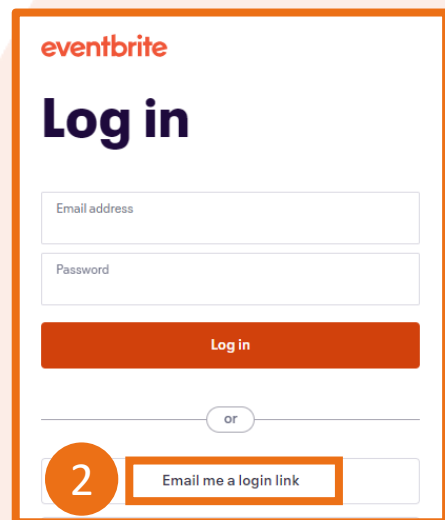 eventbrite
Log in
Email address
Password
Log in
or
2
Email me a login link